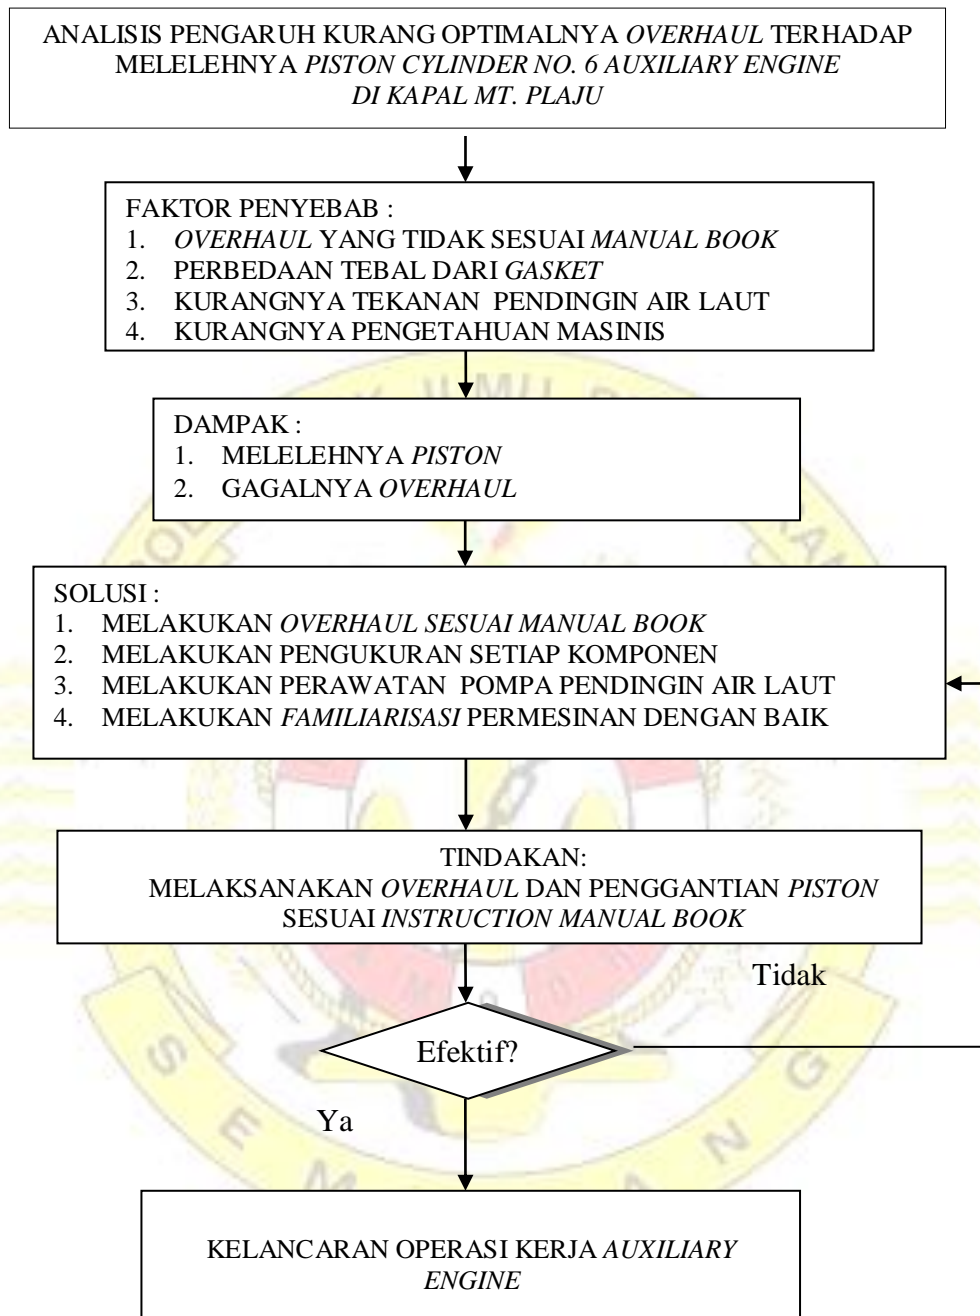 ANALISIS PENGARUH KURANG OPTIMALNYA OVERHAUL TERHADAP
MELELEHNYA PISTON CYLINDER NO. 6 AUXILIARY ENGINE
DI KAPAL MT. PLAJU
FAKTOR PENYEBAB :
1. OVERHAUL YANG TIDAK SESUAI MANUAL BOOK
2. PERBEDAAN TEBAL DARI GASKET
3. KURANGNYA TEKANAN PENDINGIN AIR LAUT
4. KURANGNYA PENGETAHUAN MASINIS
DAMPAK :
1. MELELEHNYA PISTON
2. GAGALNYA OVERHAUL
SOLUSI :
1. MELAKUKAN OVERHAUL SESUAI MANUAL BOOK
2. MELAKUKAN PENGUKURAN SETIAP KOMPONEN
3. MELAKUKAN PERAWATAN POMPA PENDINGIN AIR LAUT
4. MELAKUKAN FAMILIARISASI PERMESINAN DENGAN BAIK
TINDAKAN:
MELAKSANAKAN OVERHAUL DAN PENGGANTIAN PISTON
SESUAI INSTRUCTION MANUAL BOOK
Tidak
Efektif?
Ya
SEMARANG
KELANCARAN OPERASI KERJA AUXILIARY
ENGINE